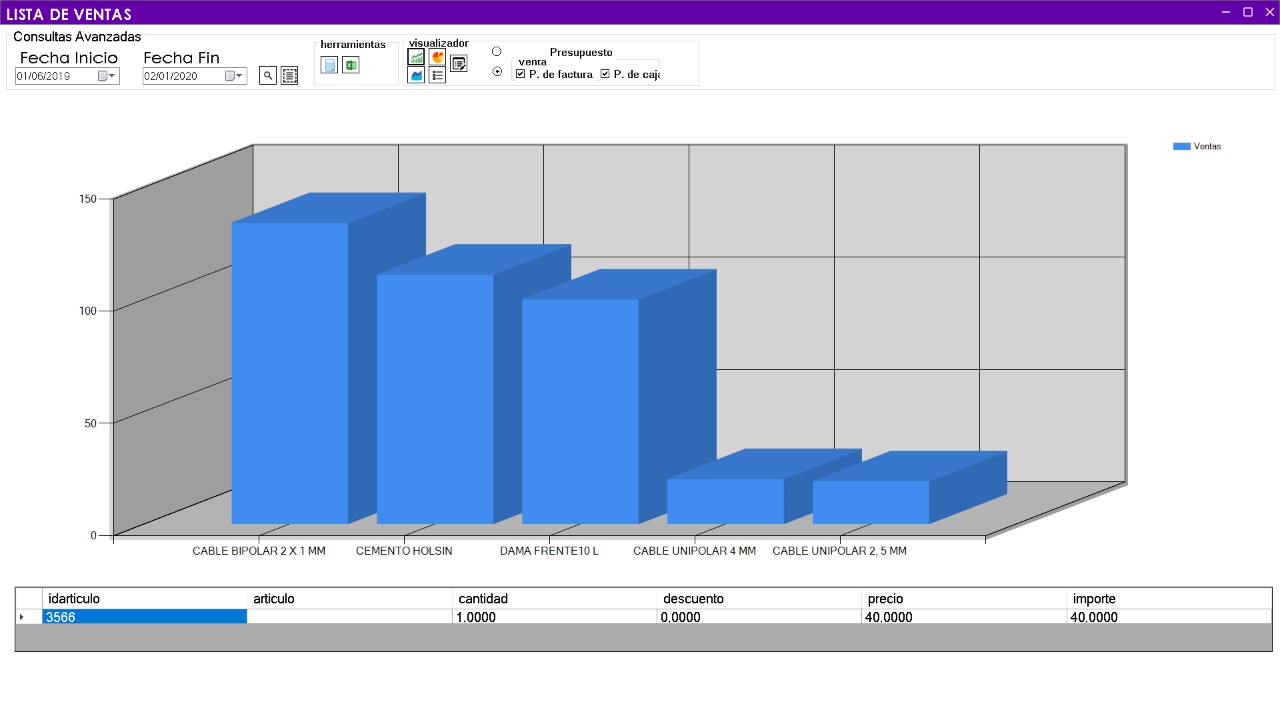 LISTA DE VENTAS
Consultas Avanzadas
Fecha Inicio
Fecha Fin
herramientas
visualizador
Presupuesto
01/06/2019
02/01/2020
venta
P. de factura
P. de caja
Ventas
150
100
50
0
CABLE BIPOLAR 2 X 1 MM
CEMENTO HOLSIN
DAMA FRENTE10 L
CABLE UNIPOLAR 4 MM
CABLE UNIPOLAR 2, 5 MM
idarticulo articulo cantidad descuento precio importe
3566 1.0000 0,0000 40,0000 40,0000